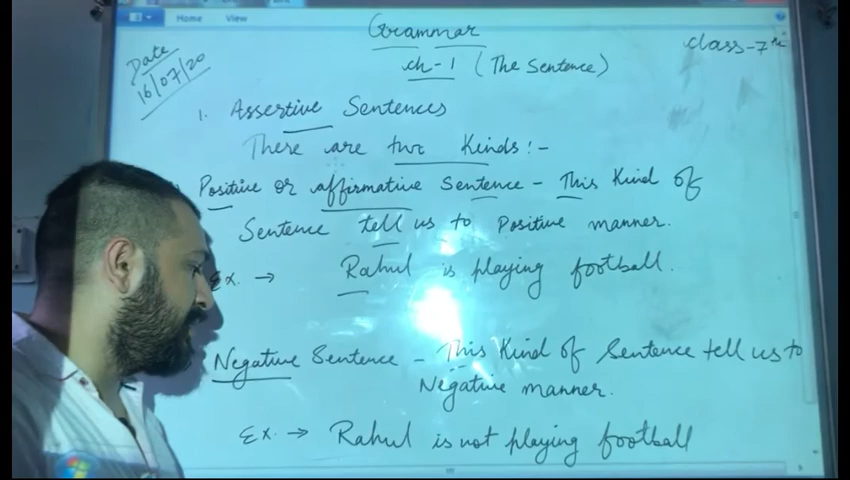 Home View
Grammar
Class-7th
Date
16/07/20
ch-1 (The Sentence)
1. Assertive Sentences
There are two Kinds:-
Positive or affirmative Sentence - This Kind of
Sentence tell us to Positive manner.
Ex. → Rahul is playing football.
Negative Sentence - This Kind of Sentence tell us to
Negative manner.
Ex. → Rahul is not playing football